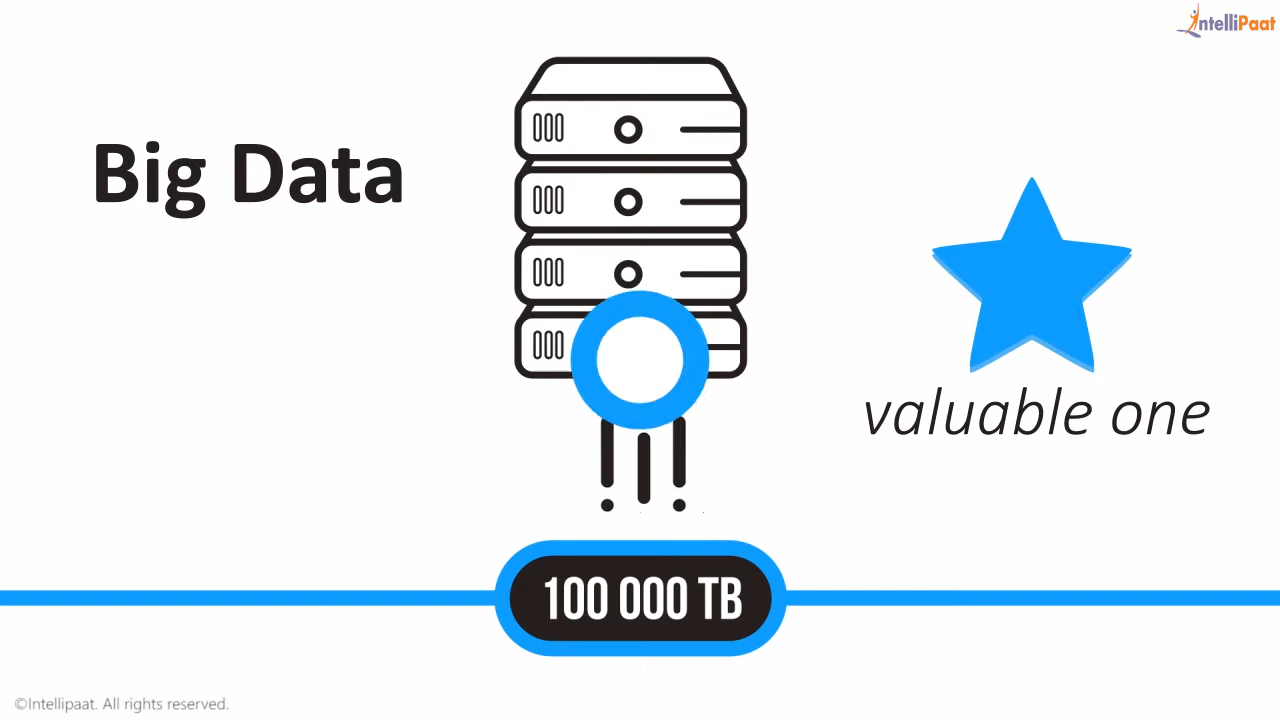 IntelliPaat
Big Data
valuable one
100 000 TB
©Intellipaat. All rights reserved.